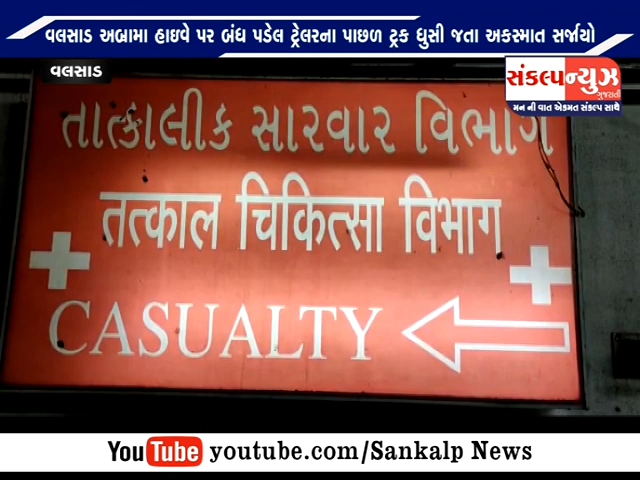 વલસાડ અબ્રામા હાઇવે પર બંધ પડેલ ટ્રેલરના પાછળ ટ્રક ઘુસી જતા અકસ્માત સર્જાયો
વલસાડ
સંકલ્પન્યુઝ
ગુજરાતી
મન ની વાત એકમત સંકલ્પ સાથે
તાત્કાલીક સારવાર વિભાગ
तत्काल चिकित्सा विभाग
CASUALTY
YouTube youtube.com/Sankalp News